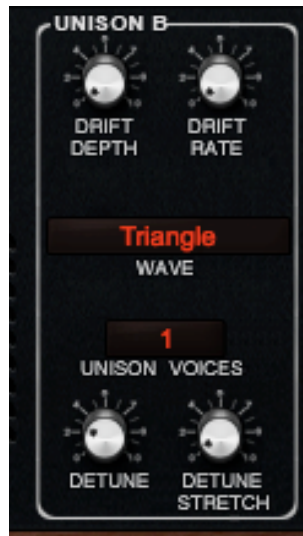 UNISON B
DRIFT DEPTH
DRIFT RATE
Triangle
WAVE
1
UNISON VOICES
DETUNE
DETUNE STRETCH